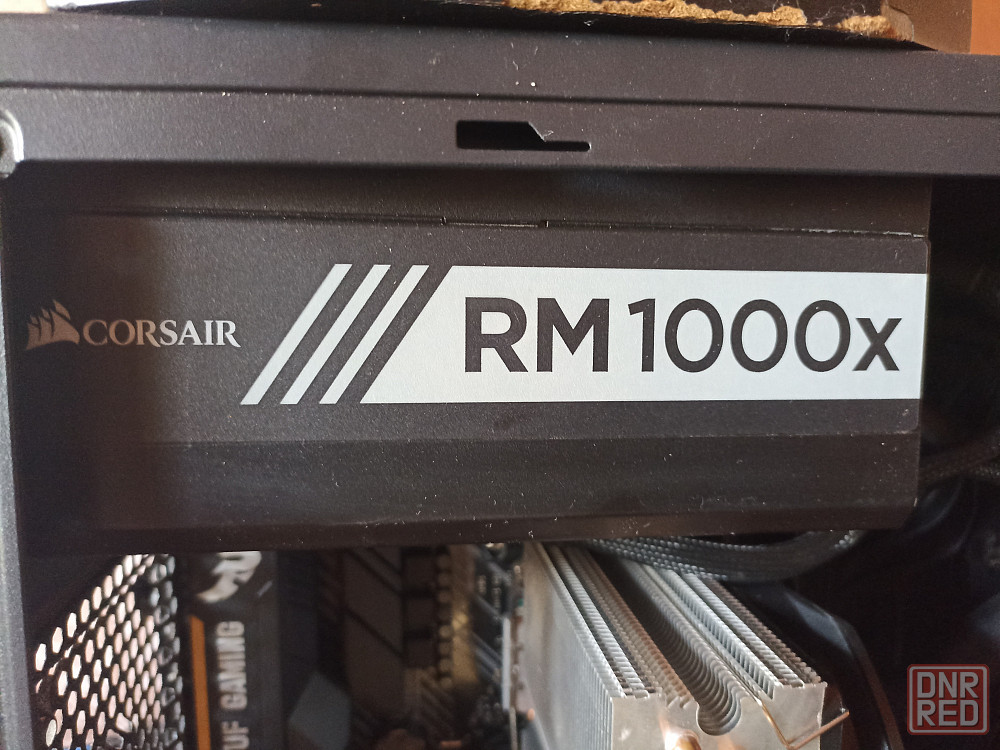 CORSAIR
RM1000x
TUF GAMING
DNR
RED